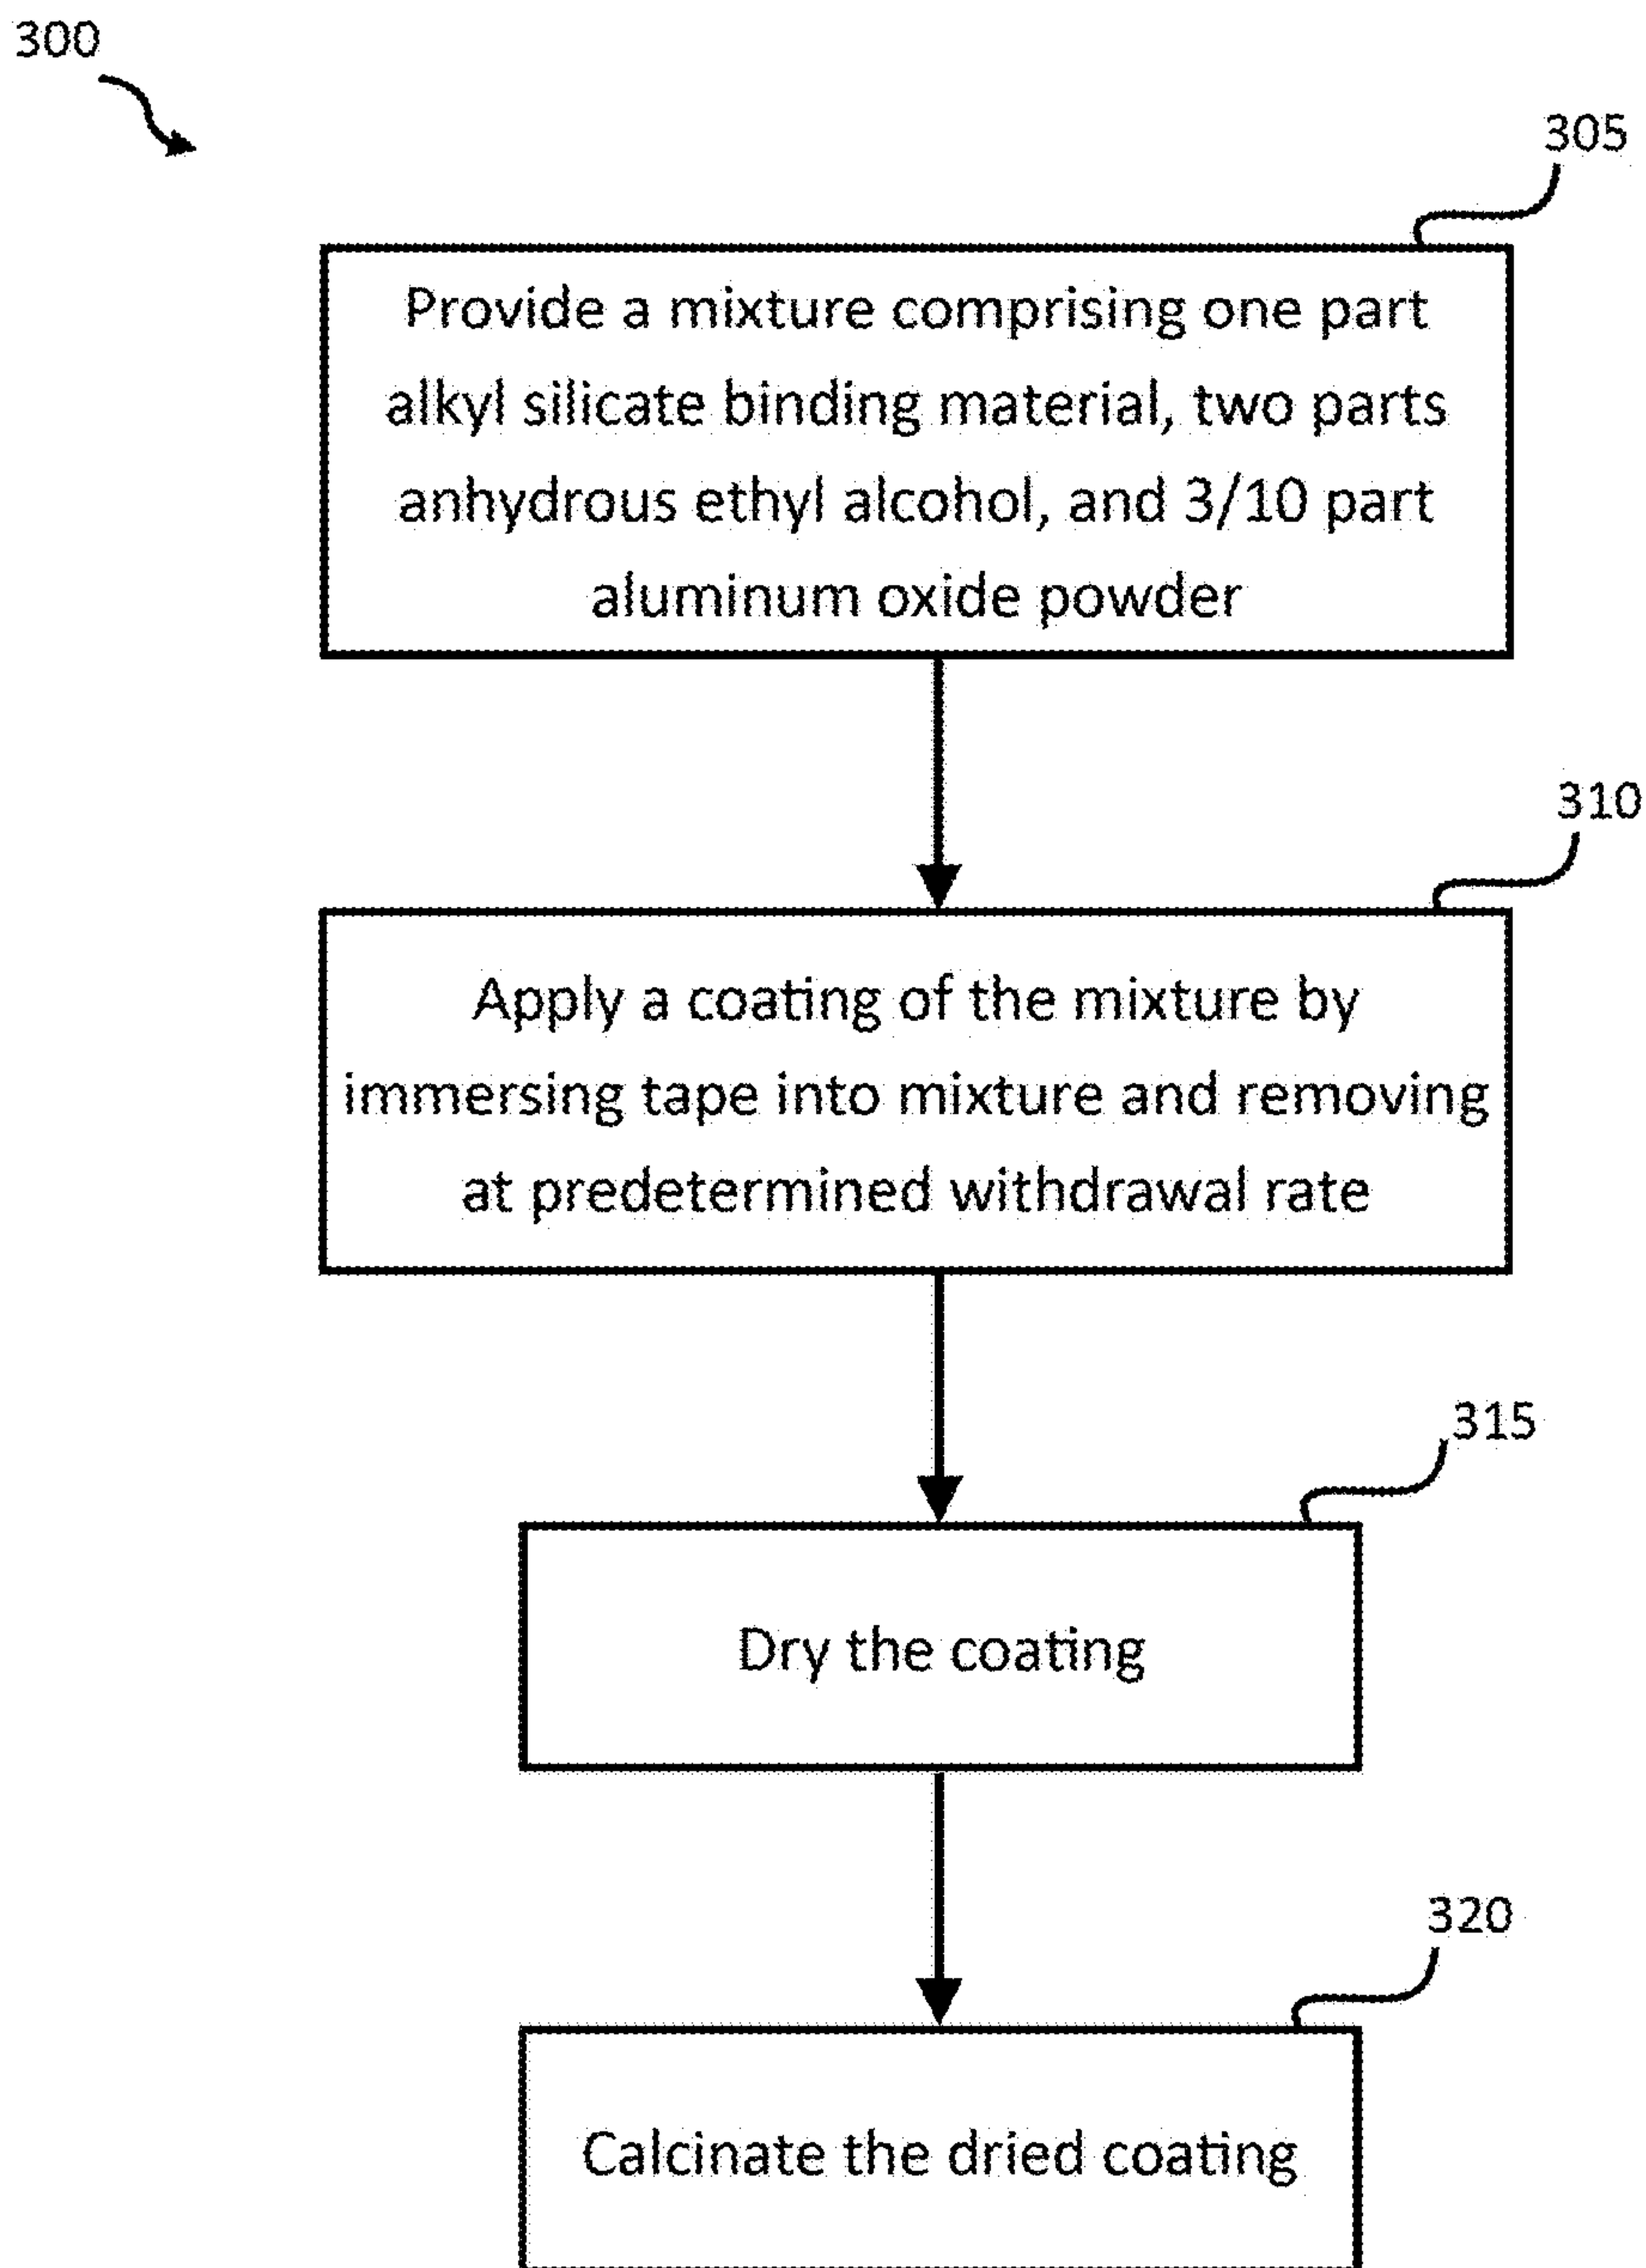 300
305
Provide a mixture comprising one part
alkyl silicate binding material, two parts
anhydrous ethyl alcohol, and 3/10 part
aluminum oxide powder
310
Apply a coating of the mixture by
immersing tape into mixture and removing
at predetermined withdrawal rate
315
Dry the coating
320
Calcinate the dried coating